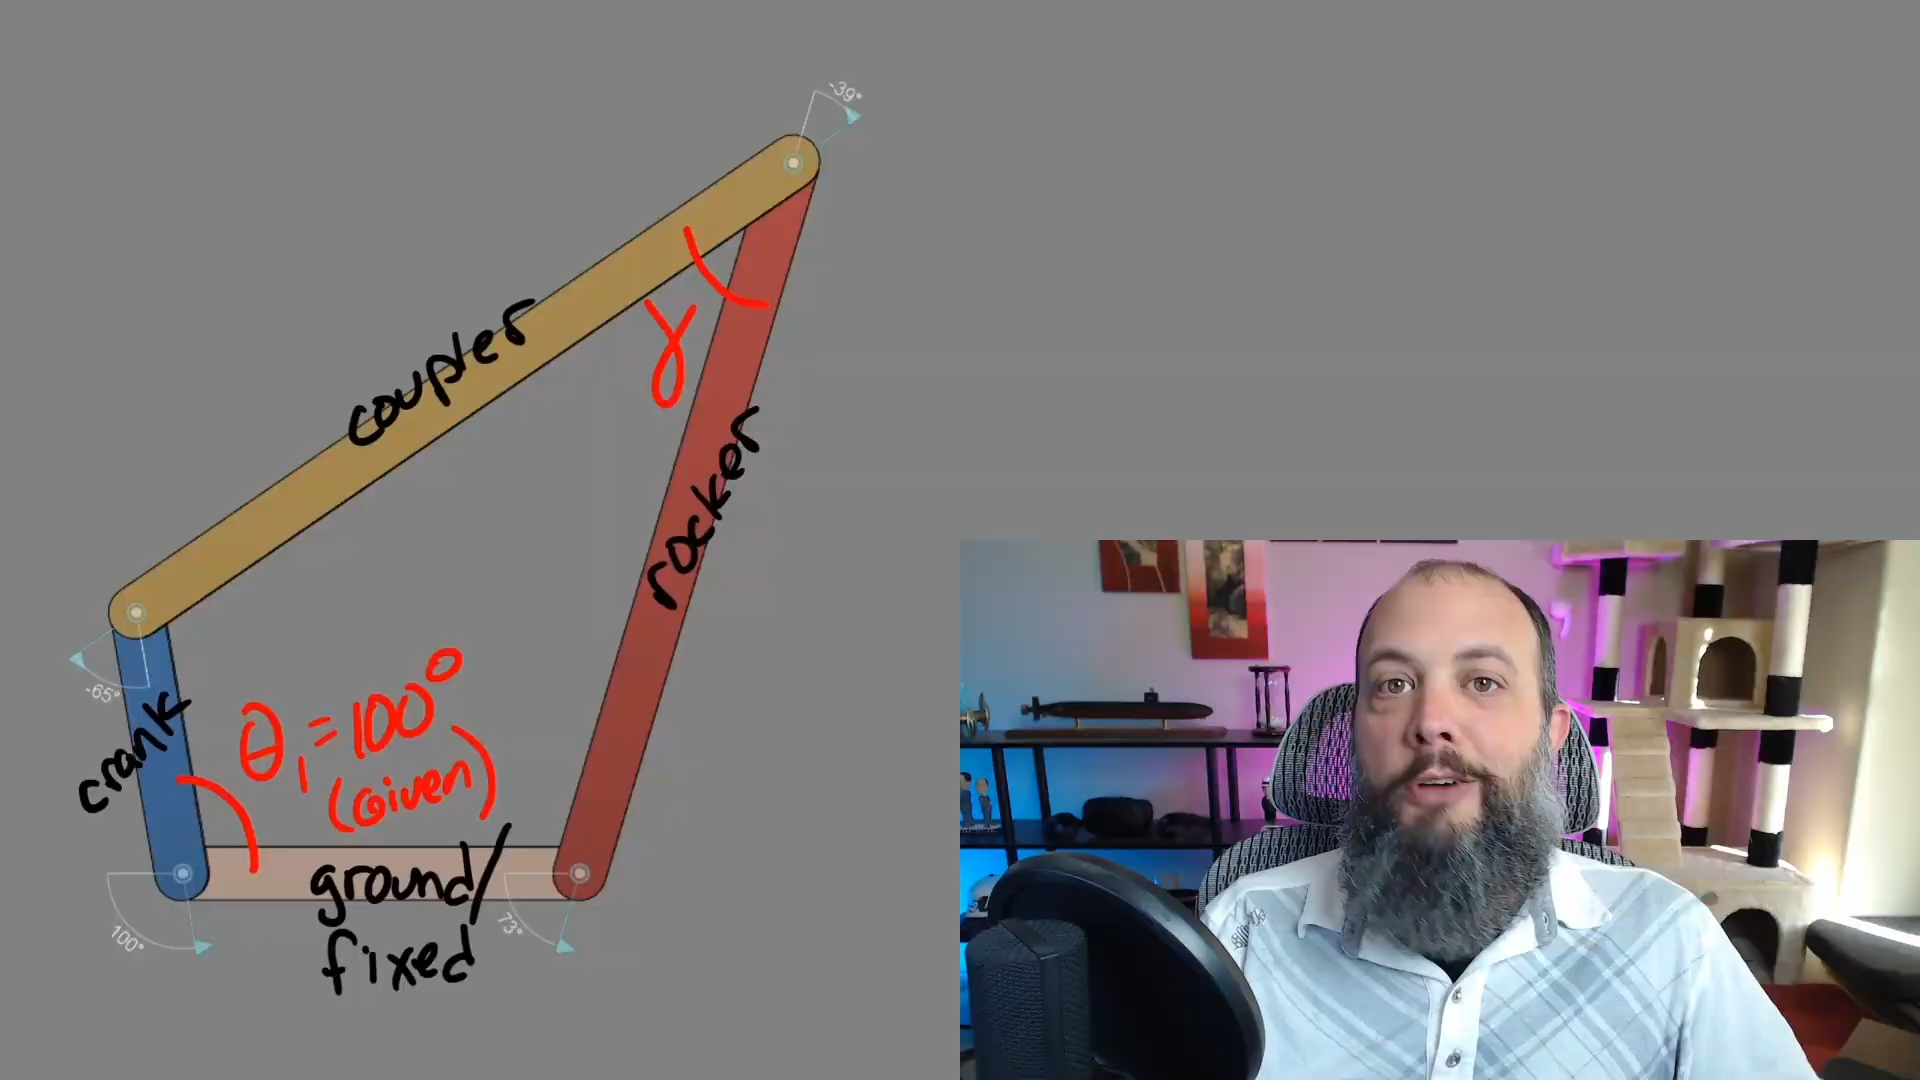 -39°
coupler
γ
rocker
-65°
crank
θ₁=100°
(Given)
ground/
fixed
100°
73°